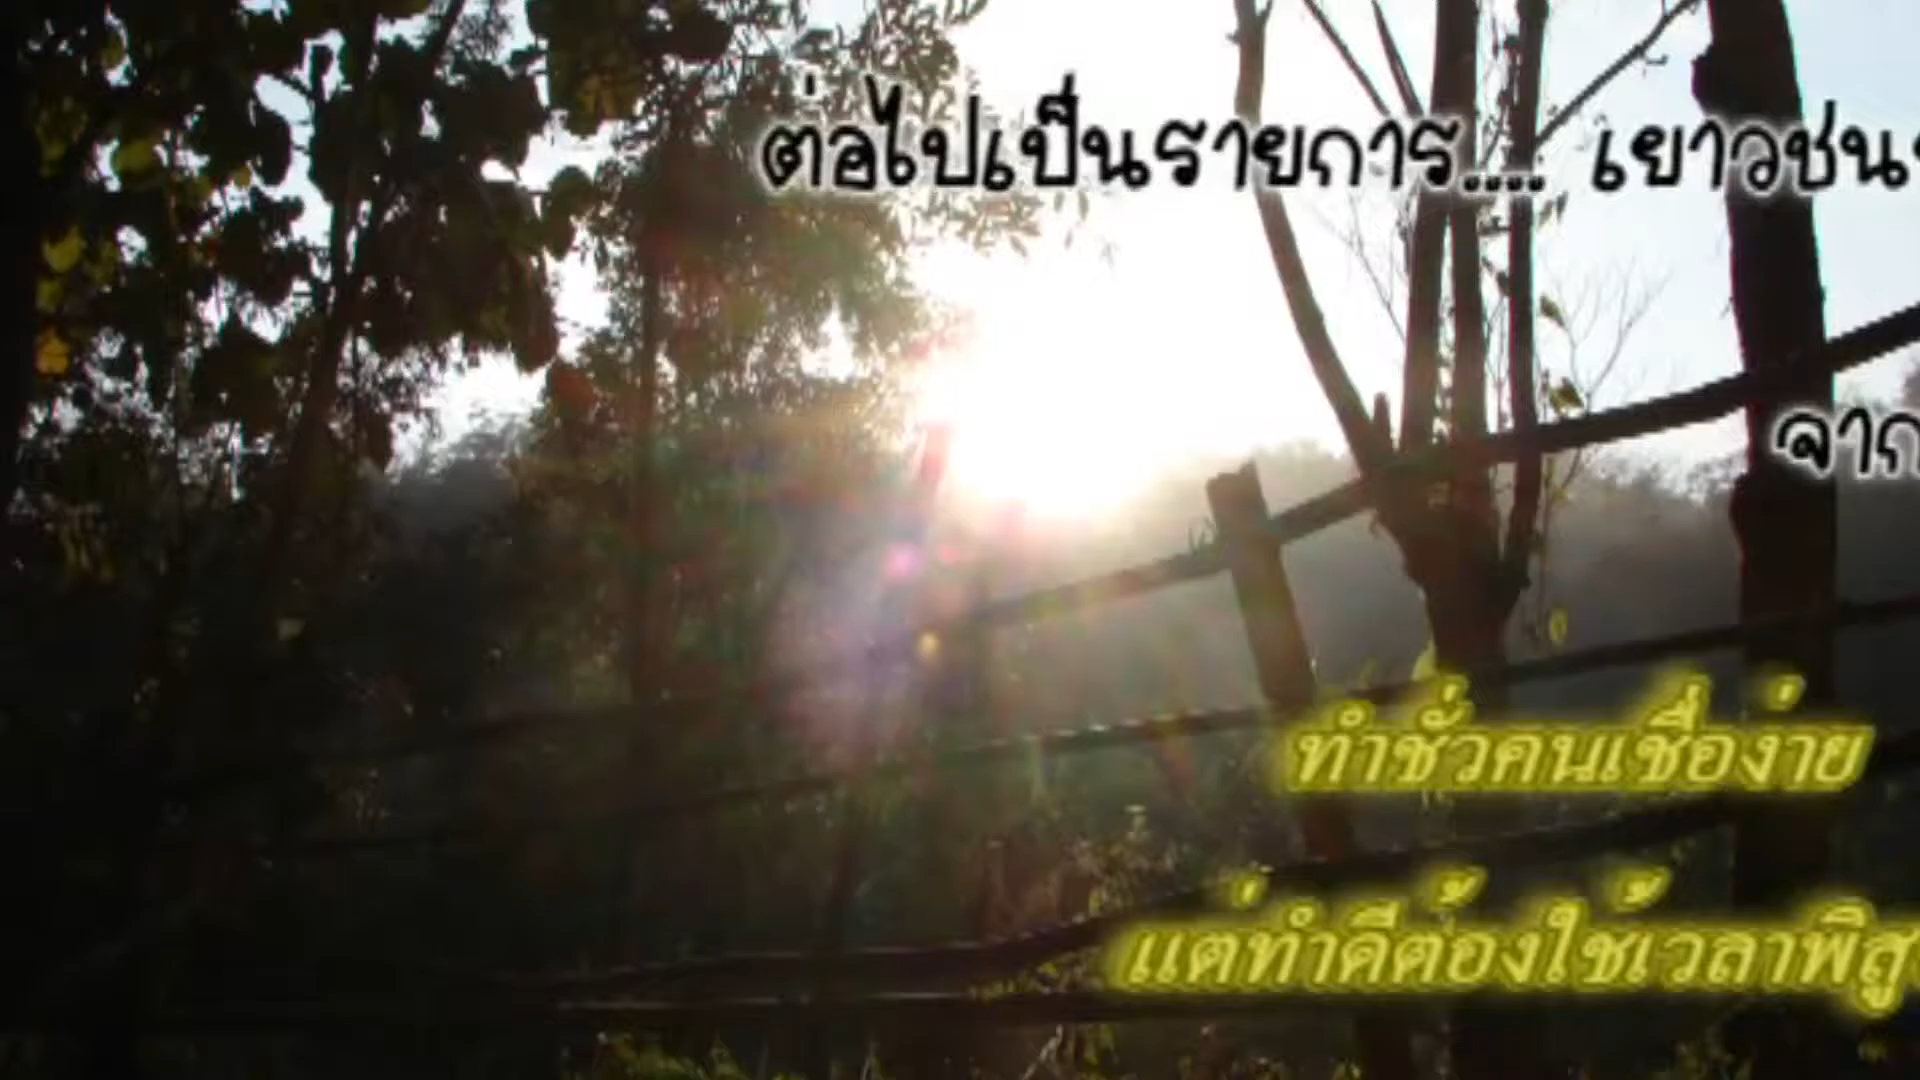 ต่อไปเป็นรายการ.... เยาวชน
จาก
ทำชั่วคนเชื่อง่าย
แต่ทำดีต้องใช้เวลา